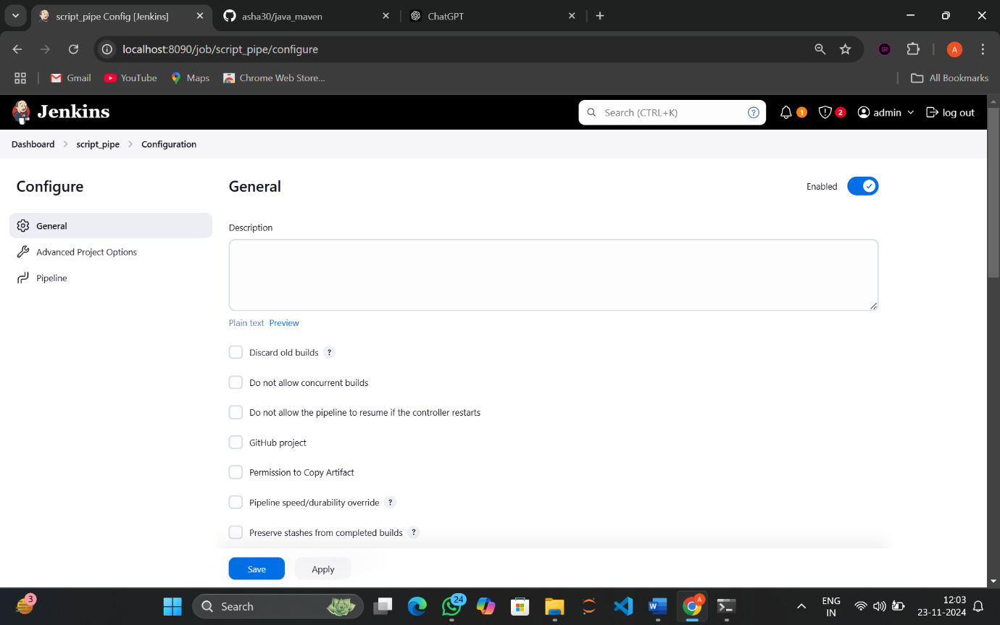 script_pipe Config [Jenkins]
asha30/java_maven
ChatGPT
localhost:8090/job/script_pipe/configure
BR
A
Gmail
YouTube
Maps
Chrome Web Store...
All Bookmarks
Jenkins
Search (CTRL+K)
?
1
2
admin
log out
Dashboard
script_pipe
Configuration
Configure
General
Enabled
General
Advanced Project Options
Pipeline
Description
Plain text Preview
Discard old builds ?
Do not allow concurrent builds
Do not allow the pipeline to resume if the controller restarts
GitHub project
Permission to Copy Artifact
Pipeline speed/durability override ?
Preserve stashes from completed builds ?
Save
Apply
3
Search
24
W
A
ENG
IN
12:03
23-11-2024